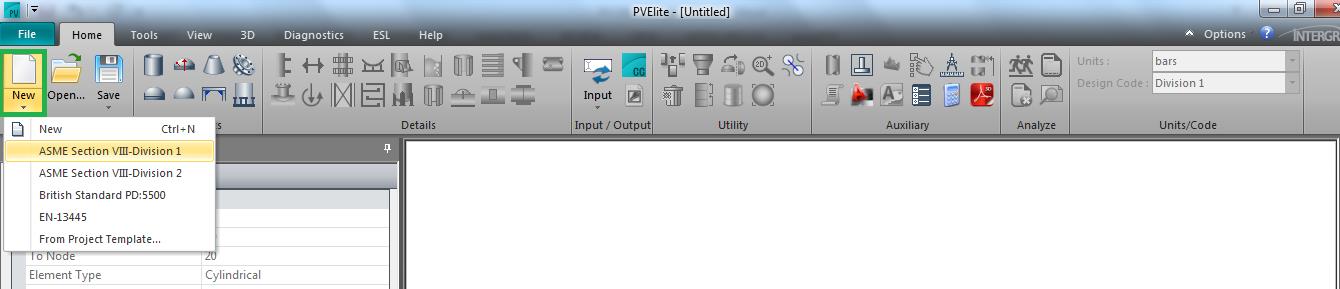 PV
PVElite - [Untitled]
File Home Tools View 3D Diagnostics ESL Help Options INTERGR
New Open... Save Input Units : bars
Design Code : Division 1
Details Input / Output Utility Auxiliary Analyze Units/Code
New Ctrl+N
ASME Section VIII-Division 1
ASME Section VIII-Division 2
British Standard PD:5500
EN-13445
From Project Template...
To Node 20
Element Type Cylindrical